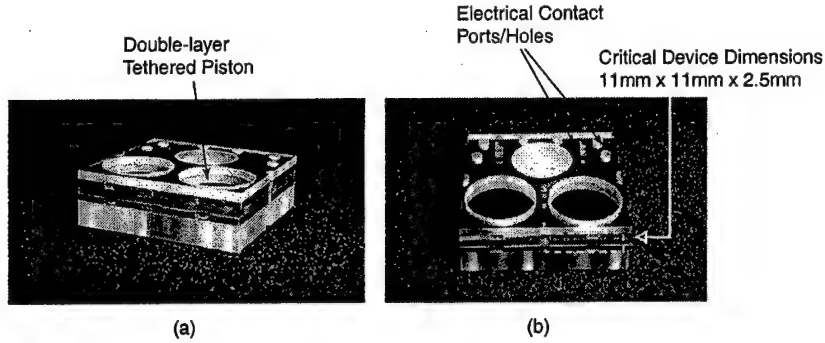 Double-layer
Tethered Piston
Electrical Contact
Ports/Holes
Critical Device Dimensions
11mm x 11mm x 2.5mm
(a)
(b)